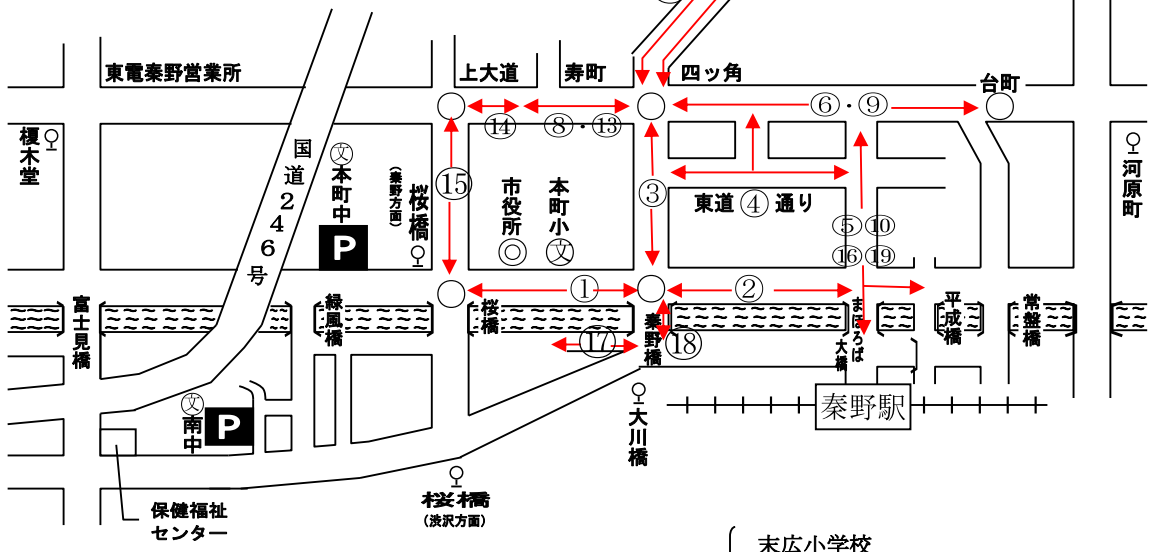 東電秦野営業所
上大道
寿町
四ッ角
台町
⑭
⑧・⑬
⑥・⑨
榎木堂
国道246号
文
本町中
P
(秦野方面)
桜橋
⑮
市役所
◎
本町小
文
③
東道④通り
⑤⑩
⑯⑲
河原町
①
②
富士見橋
緑風橋
桜橋
秦野橋
まほろば大橋
平成橋
常盤橋
⑰
⑱
文
南中
P
大川橋
秦野駅
桜橋
(渋沢方面)
保健福祉
センター
末広小学校